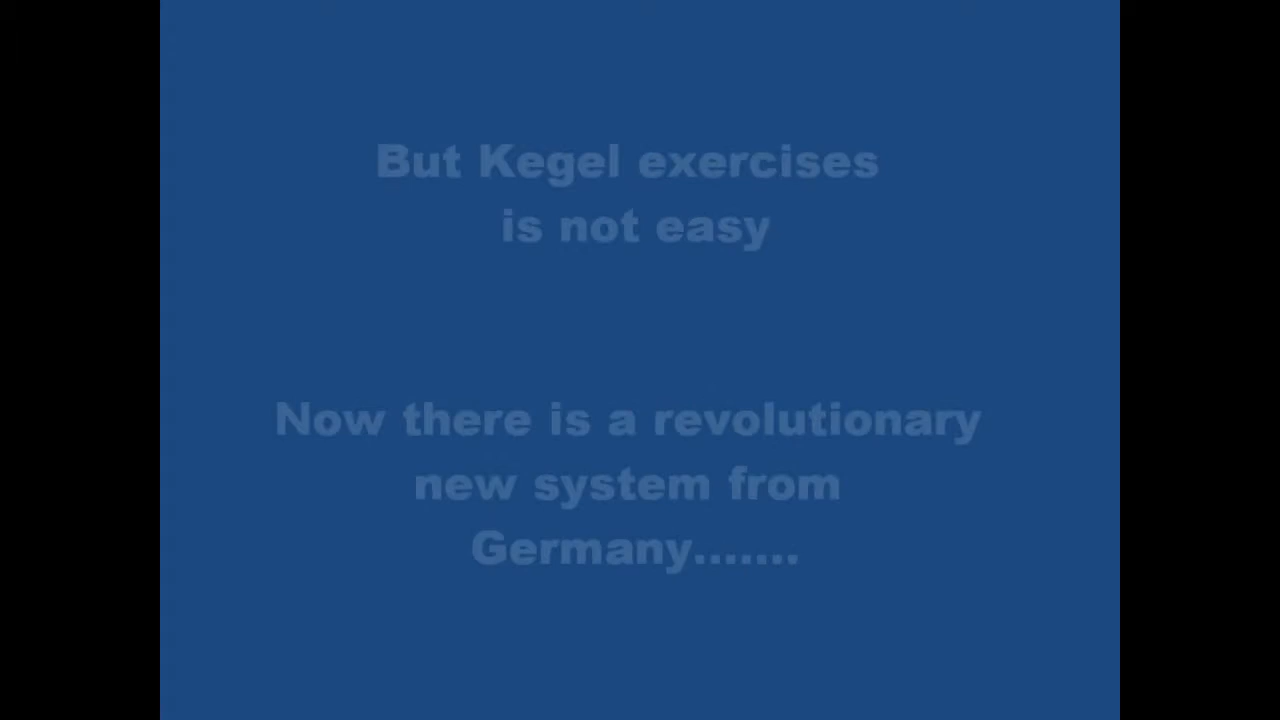 But Kegel exercises
is not easy
Now there is a revolutionary
new system from
Germany.......